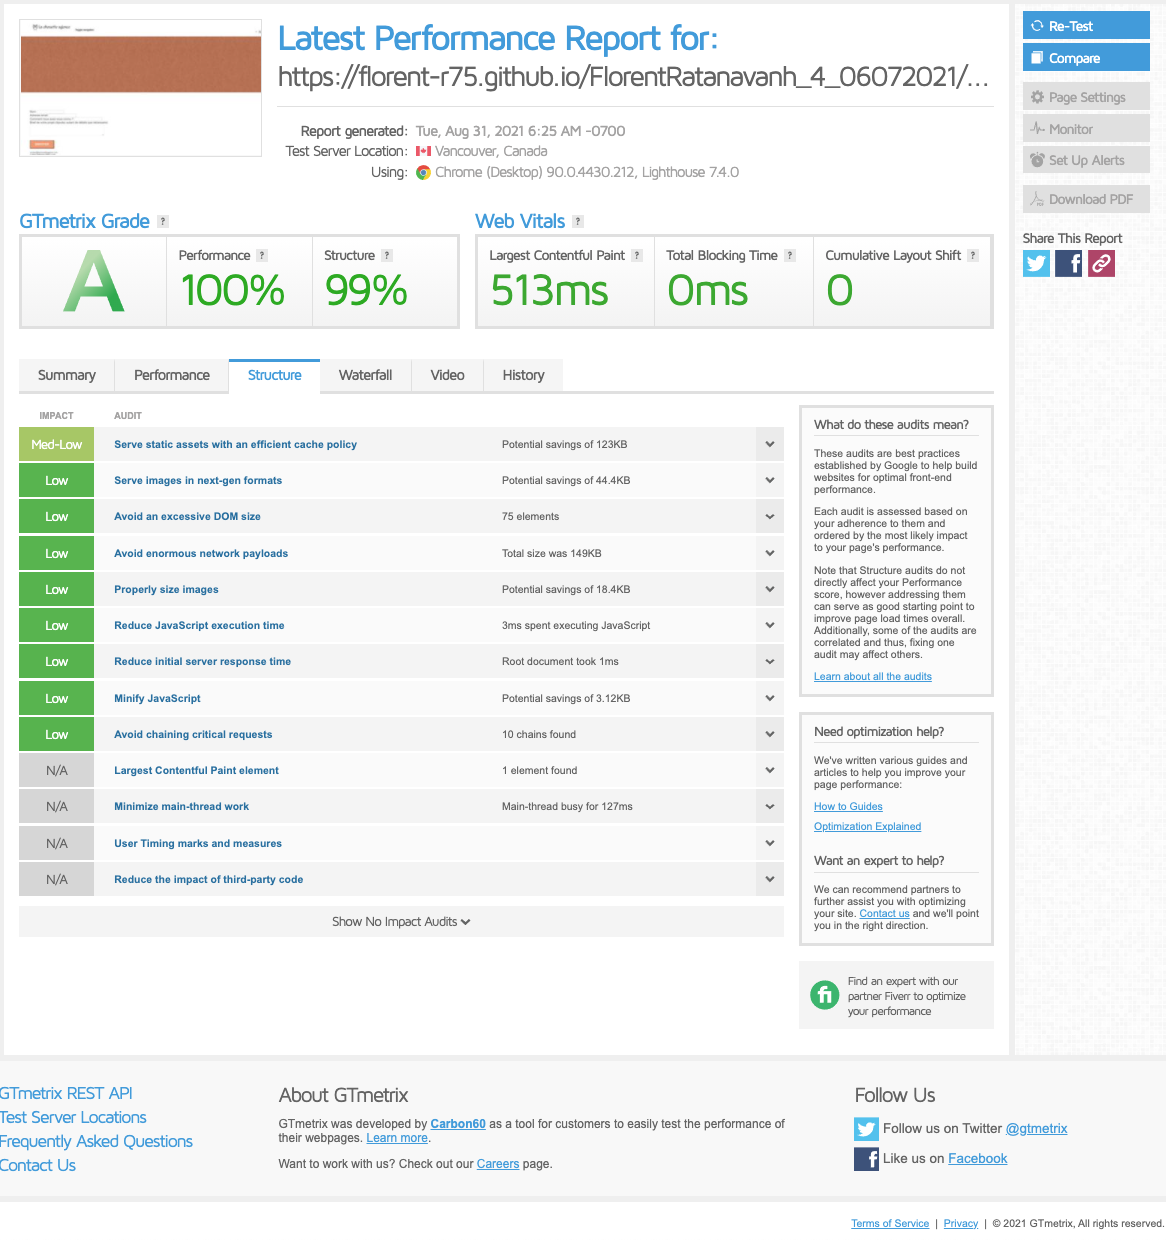 Latest Performance Report for:
https://florent-r75.github.io/FlorentRatanavanh_4_06072021/...
Report generated: Tue, Aug 31, 2021 6:25 AM -0700
Test Server Location: Vancouver, Canada
Using: Chrome (Desktop) 90.0.4430.212, Lighthouse 7.4.0
Re-Test
Compare
Page Settings
Monitor
Set Up Alerts
Download PDF
Share This Report
GTmetrix Grade ?
Web Vitals ?
A
Performance ?
100%
Structure ?
99%
Largest Contentful Paint ?
513ms
Total Blocking Time ?
0ms
Cumulative Layout Shift ?
0
Summary Performance Structure Waterfall Video History
IMPACT AUDIT
Med-Low Serve static assets with an efficient cache policy Potential savings of 123KB
Low Serve images in next-gen formats Potential savings of 44.4KB
Low Avoid an excessive DOM size 75 elements
Low Avoid enormous network payloads Total size was 149KB
Low Properly size images Potential savings of 18.4KB
Low Reduce JavaScript execution time 3ms spent executing JavaScript
Low Reduce initial server response time Root document took 1ms
Low Minify JavaScript Potential savings of 3.12KB
Low Avoid chaining critical requests 10 chains found
N/A Largest Contentful Paint element 1 element found
N/A Minimize main-thread work Main-thread busy for 127ms
N/A User Timing marks and measures
N/A Reduce the impact of third-party code
Show No Impact Audits
What do these audits mean?
These audits are best practices
established by Google to help build
websites for optimal front-end
performance.
Each audit is assessed based on
your adherence to them and
ordered by the most likely impact
to your page's performance.
Note that Structure audits do not
directly affect your Performance
score, however addressing them
can serve as good starting point to
improve page load times overall.
Additionally, some of the audits are
correlated and thus, fixing one
audit may affect others.
Learn about all the audits
Need optimization help?
We've written various guides and
articles to help you improve your
page performance:
How to Guides
Optimization Explained
Want an expert to help?
We can recommend partners to
further assist you with optimizing
your site. Contact us and we'll point
you in the right direction.
fi
Find an expert with our
partner Fiverr to optimize
your performance
GTmetrix REST API
Test Server Locations
Frequently Asked Questions
Contact Us
About GTmetrix
GTmetrix was developed by Carbon60 as a tool for customers to easily test the performance of
their webpages. Learn more.
Want to work with us? Check out our Careers page.
Follow Us
Follow us on Twitter @gtmetrix
Like us on Facebook
Terms of Service | Privacy | © 2021 GTmetrix, All rights reserved.